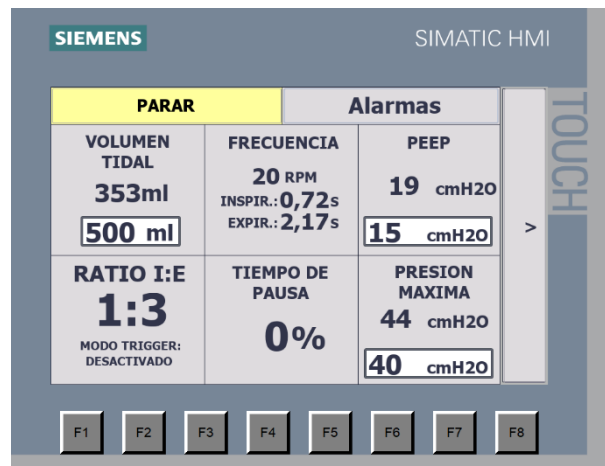 SIEMENS
SIMATIC HMI
TOUCH
PARAR
Alarmas
VOLUMEN
TIDAL
353ml
500 ml
FRECUENCIA
20 RPM
INSPIR.:0,72s
EXPIR.:2,17s
PEEP
19 cmH2O
15 cmH2O
>
RATIO I:E
1:3
MODO TRIGGER:
DESACTIVADO
TIEMPO DE
PAUSA
0%
PRESION
MAXIMA
44 cmH2O
40 cmH2O
F1 F2 F3 F4 F5 F6 F7 F8